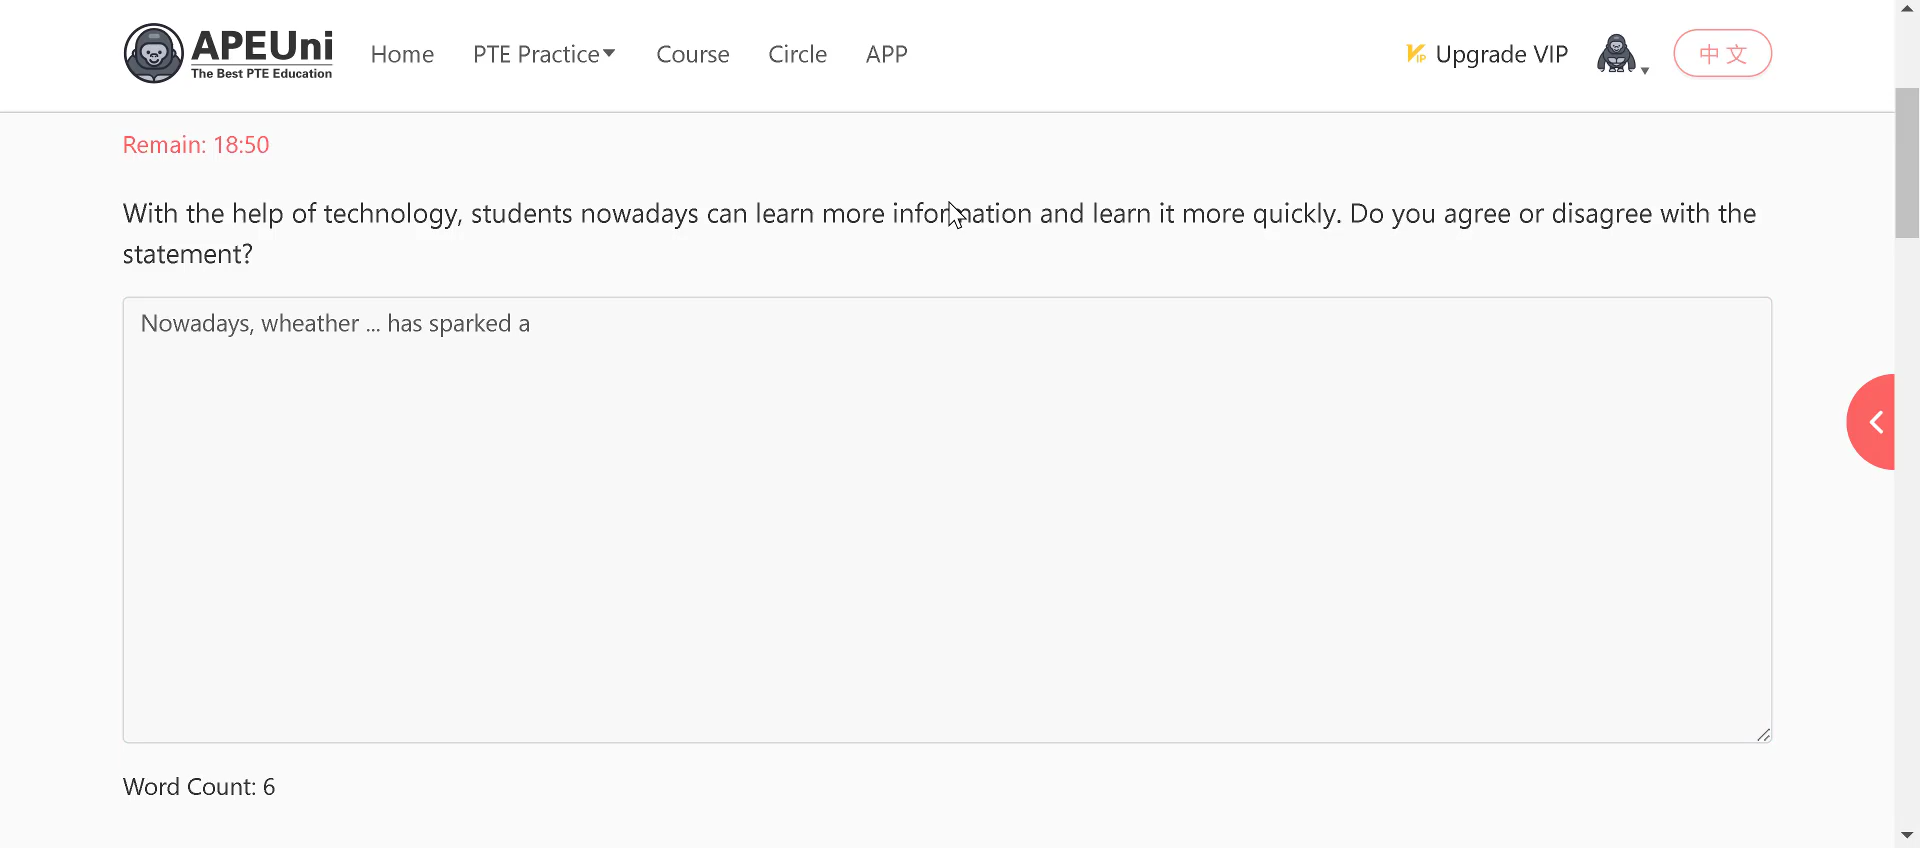 APEUni
The Best PTE Education
Home PTE Practice Course Circle APP VIP Upgrade VIP 中文
Remain: 18:50
With the help of technology, students nowadays can learn more information and learn it more quickly. Do you agree or disagree with the
statement?
Nowadays, wheather ... has sparked a
Word Count: 6